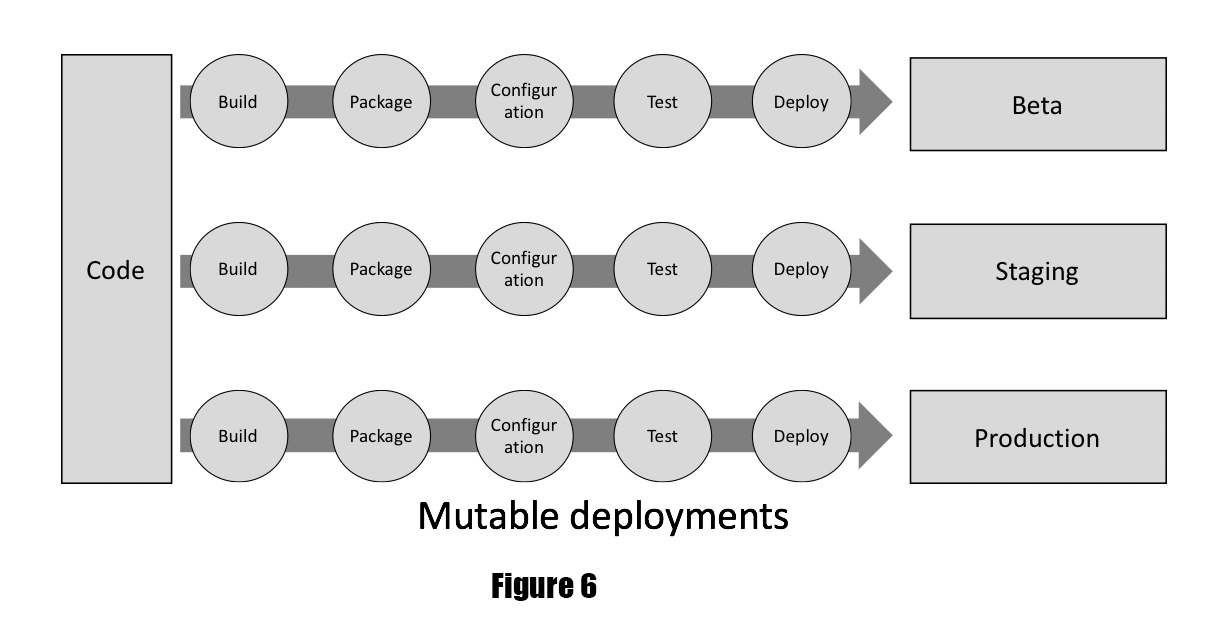 Code
Build
Package
Configur
ation
Test
Deploy
Beta
Build
Package
Configur
ation
Test
Deploy
Staging
Build
Package
Configur
ation
Test
Deploy
Production
Mutable deployments
Figure 6